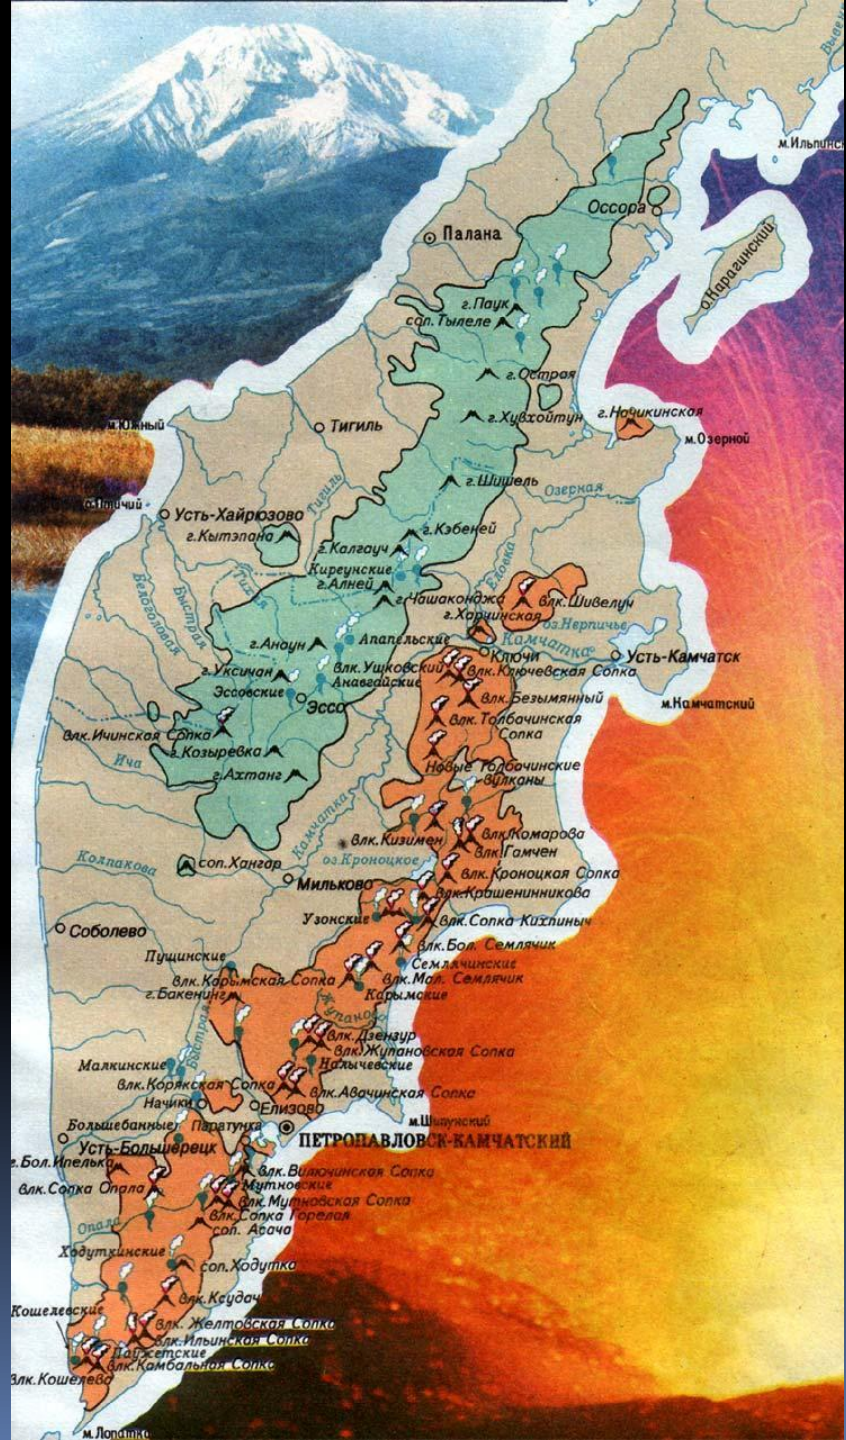 м.Ильпинс
Оссора
Палана
о.Карагинский
г.Паук
соп.Тылеле
г.Острая
г.Хувхойтун
г.Начикинская
м.Озерной
м.Южный
Тигиль
г.Шишель
Озерная
Тигиль
Усть-Хайрюзово
г.Кытэпана
г.Кэбеней
г.Калгауч
Киреунские
г.Алней
г.Чашаконджа
Еловка
влк.Шивелуч
г.Харчинская
оз.Нерпичье
Тихая
Быстрая
Белоголовая
Камчатка
Ключи
Усть-Камчатск
г.Анаун
Апапельские
г.Уксичан
влк.Ушковский
влк.Ключевская Сопка
Анавгайские
Эссовские
Эссо
влк.Безымянный
м.Камчатский
влк.Толбачинская
Сопка
влк.Ичинская Сопка
г.Козыревка
Ича
г.Ахтанг
Новые Толбачинские
вулканы
Камчатка
влк.Кизимен
влк.Комарова
влк.Гамчен
Колпакова
соп.Хангар
оз.Кроноцкое
Мильково
влк.Кроноцкая Сопка
влк.Крашенинникова
Узонские
влк.Сопка Кихпиныч
Соболево
влк.Бол. Семлячик
Пущинские
Семлячинские
влк.Карымская Сопка
влк.Мал. Семлячик
г.Бакенинг
Карымские
Жупанова
Быстрая
влк.Дзензур
влк.Жупановская Сопка
Малкинские
Налычевские
влк.Корякская Сопка
влк.Авачинская Сопка
Начики
Елизово
Большебанные
Паратунка
м.Шипунский
ПЕТРОПАВЛОВСК-КАМЧАТСКИЙ
Усть-Большерецк
г.Бол.Ипелька
влк.Вилючинская Сопка
Мутновские
влк.Сопка Опала
влк.Мутновская Сопка
влк.Сопка Горелая
Опала
соп. Асача
Ходуткинские
соп.Ходутка
влк.Ксудач
Кошелевские
влк. Желтовская Сопка
влк.Ильинская Сопка
Паужетские
влк.Камбальная Сопка
влк.Кошелева
м.Лопатка